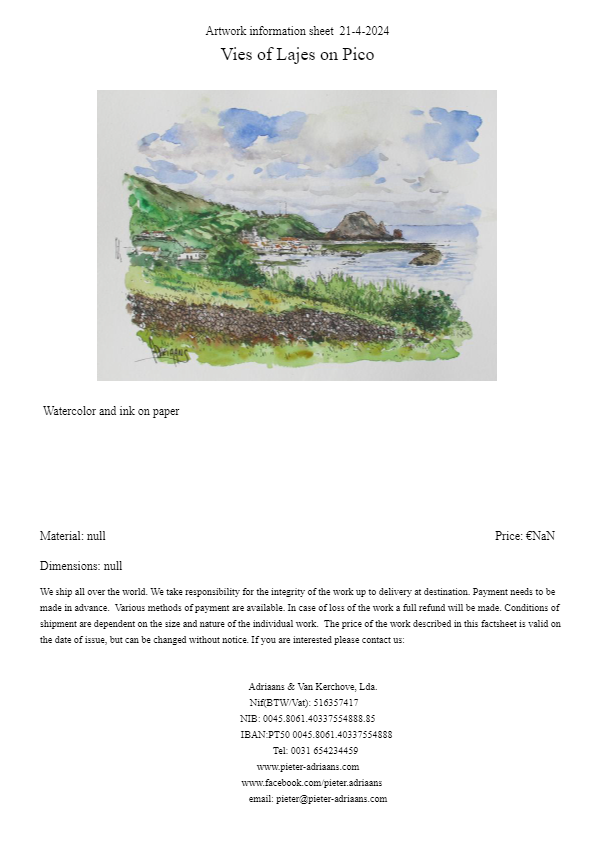 Artwork information sheet 21-4-2024
Vies of Lajes on Pico
Adriaans
Watercolor and ink on paper
Material: null
Price: €NaN
Dimensions: null
We ship all over the world. We take responsibility for the integrity of the work up to delivery at destination. Payment needs to be
made in advance. Various methods of payment are available. In case of loss of the work a full refund will be made. Conditions of
shipment are dependent on the size and nature of the individual work. The price of the work described in this factsheet is valid on
the date of issue, but can be changed without notice. If you are interested please contact us:
Adriaans & Van Kerchove, Lda.
Nif(BTW/Vat): 516357417
NIB: 0045.8061.40337554888.85
IBAN:PT50 0045.8061.40337554888
Tel: 0031 654234459
www.pieter-adriaans.com
www.facebook.com/pieter.adriaans
email: pieter@pieter-adriaans.com